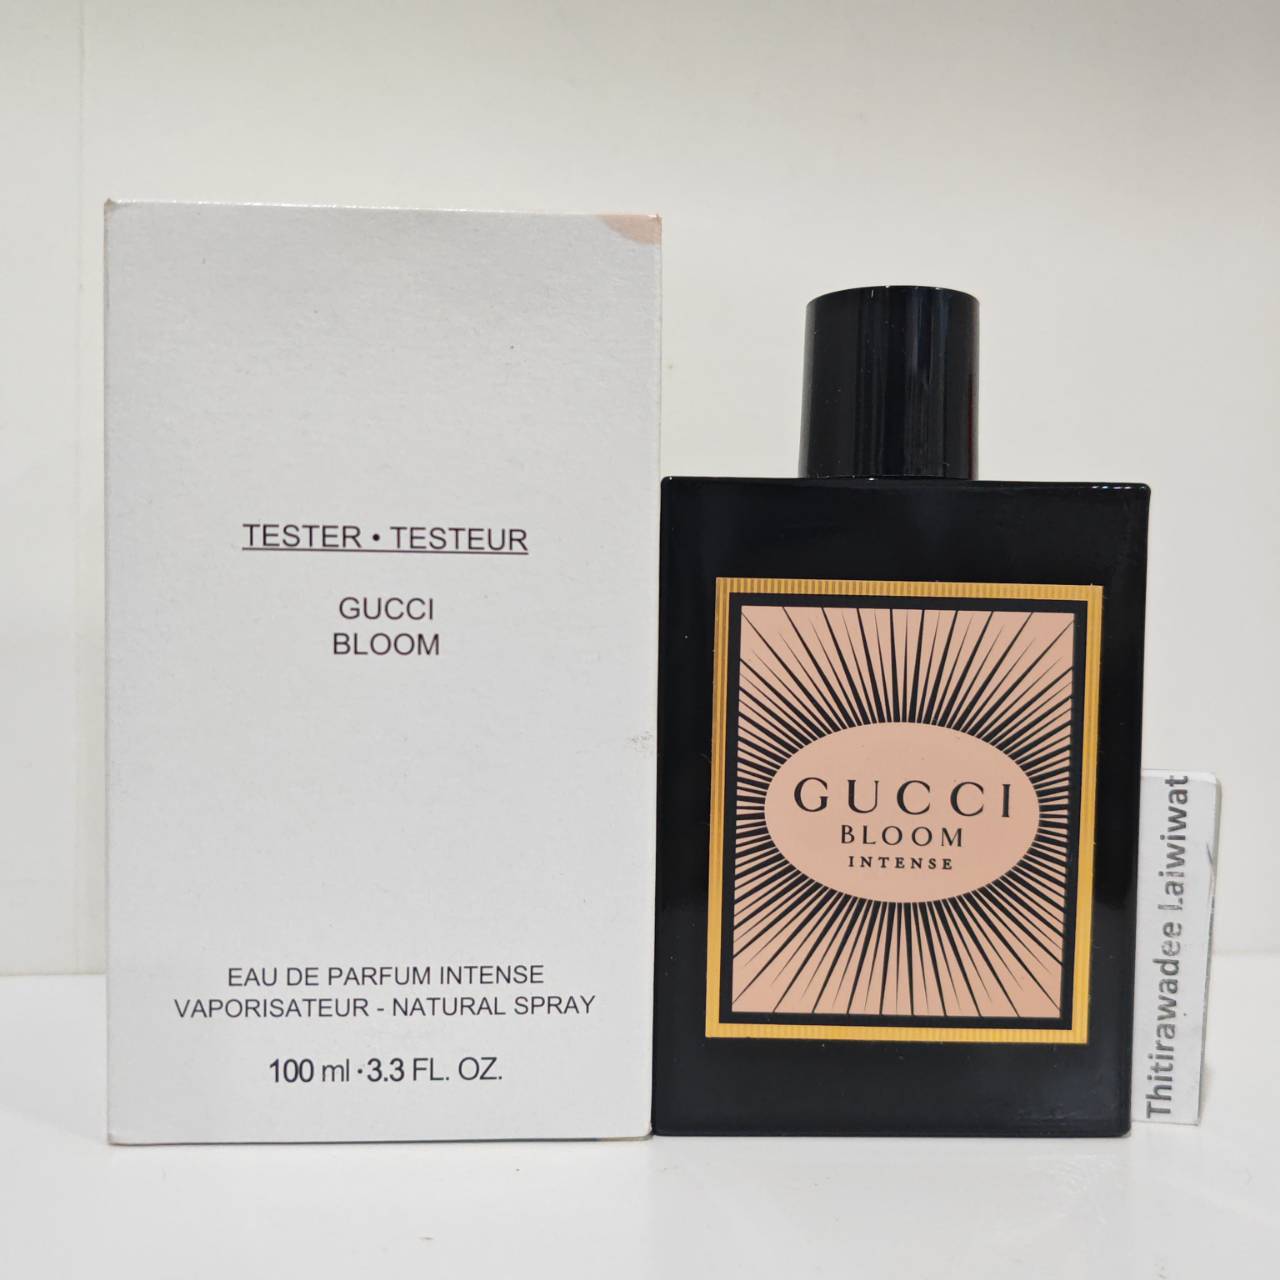 TESTER • TESTEUR
GUCCI
BLOOM
EAU DE PARFUM INTENSE
VAPORISATEUR - NATURAL SPRAY
100 ml · 3.3 FL. OZ.
GUCCI
BLOOM
INTENSE
Thitirawadee Laiwiwat